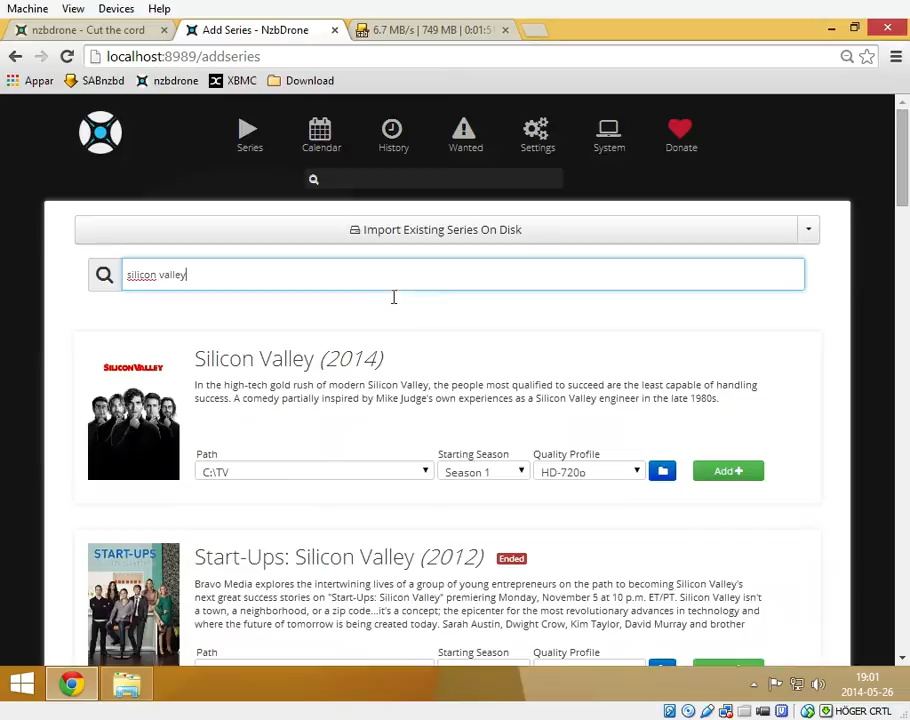 Machine View Devices Help
nzbdrone - Cut the cord
Add Series - NzbDrone
6.7 MB/s | 749 MB | 0:01:5
localhost:8989/addseries
Appar SABnzbd nzbdrone XBMC Download
Series Calendar History Wanted Settings System Donate
Import Existing Series On Disk
silicon valley
SILICON VALLEY
Silicon Valley (2014)
In the high-tech gold rush of modern Silicon Valley, the people most qualified to succeed are the least capable of handling
success. A comedy partially inspired by Mike Judge's own experiences as a Silicon Valley engineer in the late 1980s.
Path Starting Season Quality Profile
C:\TV Season 1 HD-720p Add
START-UPS
Start-Ups: Silicon Valley (2012) Ended
Bravo Media explores the intertwining lives of a group of young entrepreneurs on the path to becoming Silicon Valley's
next great success stories on "Start-Ups: Silicon Valley" premiering Monday, November 5 at 10 p.m. ET/PT. Silicon Valley isn't
a town, a neighborhood, or a zip code...it's a concept; the epicenter for the most revolutionary advances in technology and
where the future of tomorrow is being created today. Sarah Austin, Dwight Crow, Kim Taylor, David Murray and brother
Path Starting Season Quality Profile
19:01
2014-05-26
HÖGER CRTL